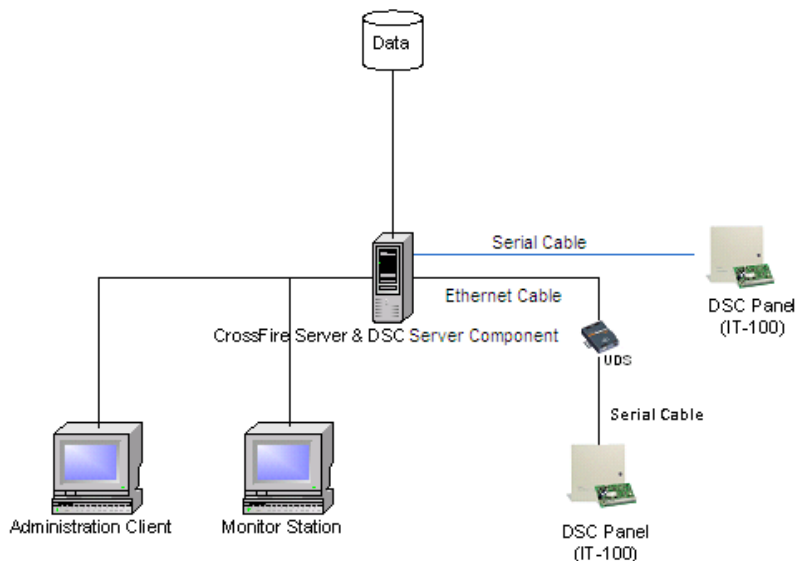 Data
Serial Cable
Ethernet Cable
DSC Panel
(IT-100)
CrossFire Server & DSC Server Component
UDS
Serial Cable
Administration Client
Monitor Station
DSC Panel
(IT-100)